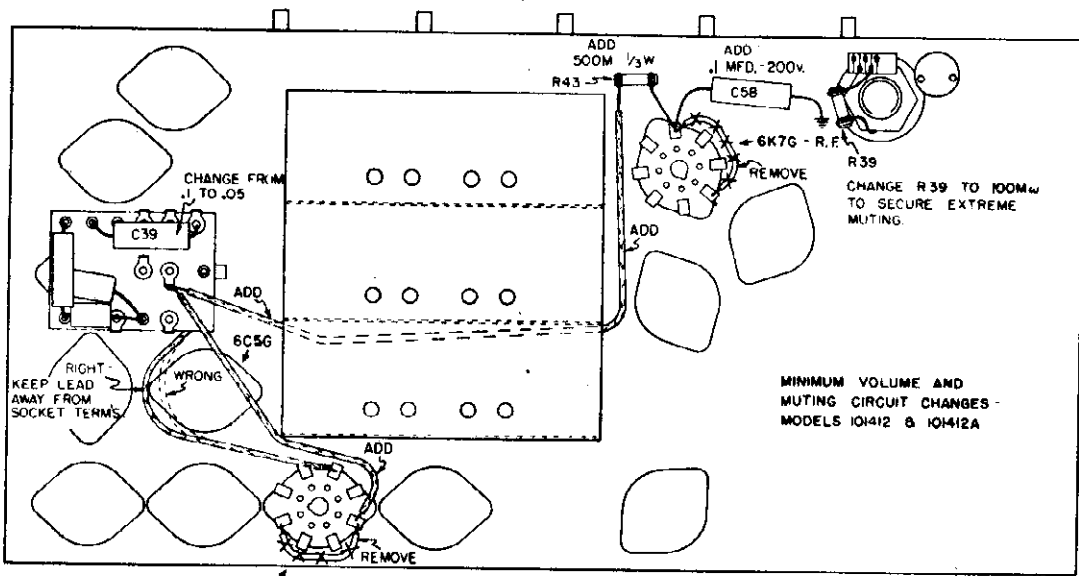 ADD
500M 1/3 W
R43
ADD
.1 MFD.-200V.
C58
6K7G - R.F.
REMOVE
R39
CHANGE R39 TO 100Mω
TO SECURE EXTREME
MUTING.
CHANGE FROM
.1 TO .05
C39
ADD
ADD
6C5G
RIGHT
WRONG
KEEP LEAD
AWAY FROM
SOCKET TERMS.
MINIMUM VOLUME AND
MUTING CIRCUIT CHANGES -
MODELS 101412 & 101412A
ADD
REMOVE